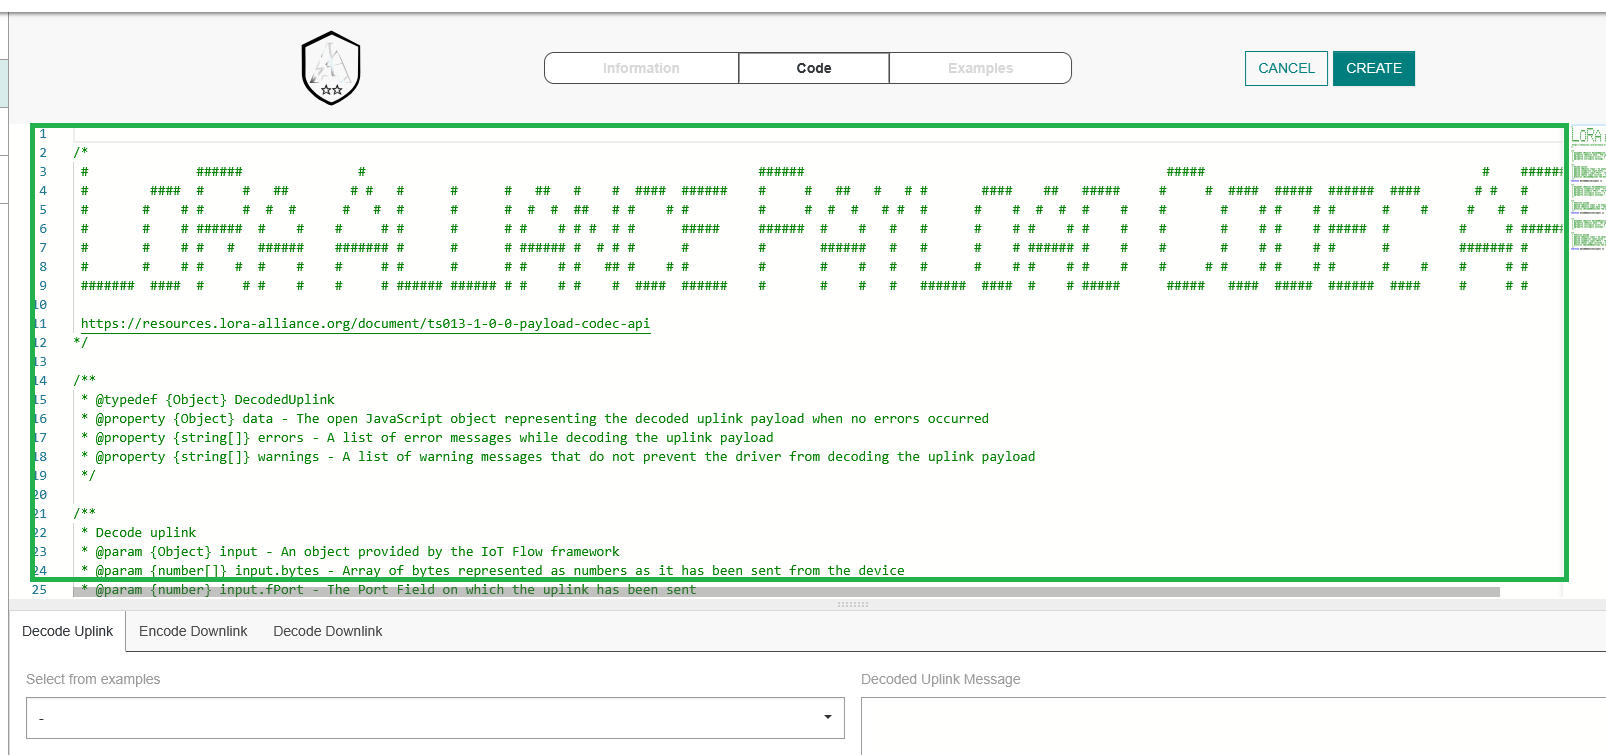 Information
Code
Examples
CANCEL
CREATE
1
2 /*
3 # ###### # ###### ##### # ######
4 # #### # # ## # # # # # ## # # #### ###### # # ## # # # # #### ## ##### # # #### ##### ###### #### # # #
5 # # # # # # # # # # # # # # ## # # # # # # # # # # # # # # # # # # # # # # # # # # # #
6 # # # ###### # # # # # # # # # # # # # ##### ###### # # # # # # # # # # # # # # # # ##### # # # ######
7 # # # # # ###### ####### # # ###### # # # # # # ###### # # # # # ###### # # # # # # # # # ####### #
8 # # # # # # # # # # # # # # # ## # # # # # # # # # # # # # # # # # # # # # # # # # # #
9 ####### #### # # # # # # ###### ###### # # # # # #### ###### # # # # ###### #### # # ##### ##### #### ##### ###### #### # # #
10
11 https://resources.lora-alliance.org/document/ts013-1-0-0-payload-codec-api
12 */
13
14 /**
15 * @typedef {Object} DecodedUplink
16 * @property {Object} data - The open JavaScript object representing the decoded uplink payload when no errors occurred
17 * @property {string[]} errors - A list of error messages while decoding the uplink payload
18 * @property {string[]} warnings - A list of warning messages that do not prevent the driver from decoding the uplink payload
19 */
20
21 /**
22 * Decode uplink
23 * @param {Object} input - An object provided by the IoT Flow framework
24 * @param {number[]} input.bytes - Array of bytes represented as numbers as it has been sent from the device
25 * @param {number} input.fPort - The Port Field on which the uplink has been sent
Decode Uplink
Encode Downlink
Decode Downlink
Select from examples
Decoded Uplink Message
-